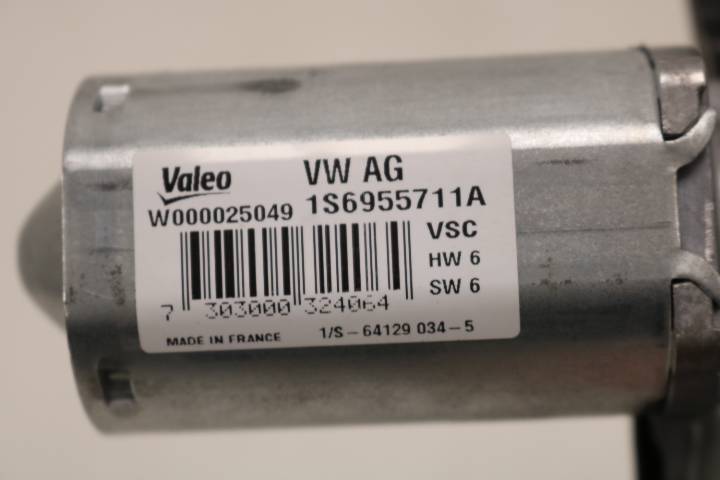 Valeo VW AG
W000025049 1S6955711A
VSC
HW 6
SW 6
7 303000 324064
MADE IN FRANCE 1/S-64129 034-5